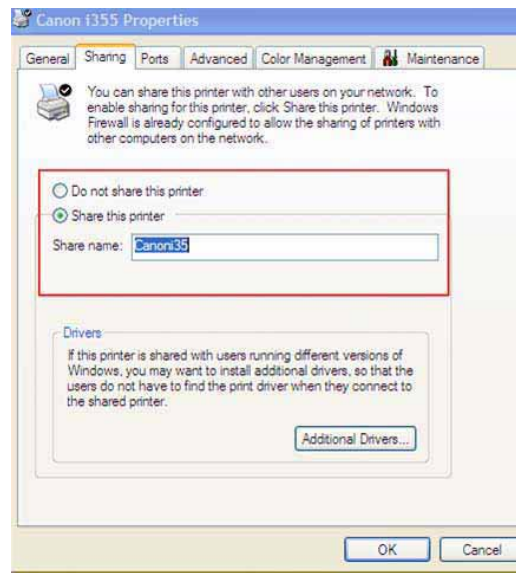 Canon i355 Properties
General Sharing Ports Advanced Color Management Maintenance
You can share this printer with other users on your network. To
enable sharing for this printer, click Share this printer. Windows
Firewall is already configured to allow the sharing of printers with
other computers on the network.
Do not share this printer
Share this printer
Share name: Canoni35
Drivers
If this printer is shared with users running different versions of
Windows, you may want to install additional drivers, so that the
users do not have to find the print driver when they connect to
the shared printer.
Additional Drivers...
OK Cancel